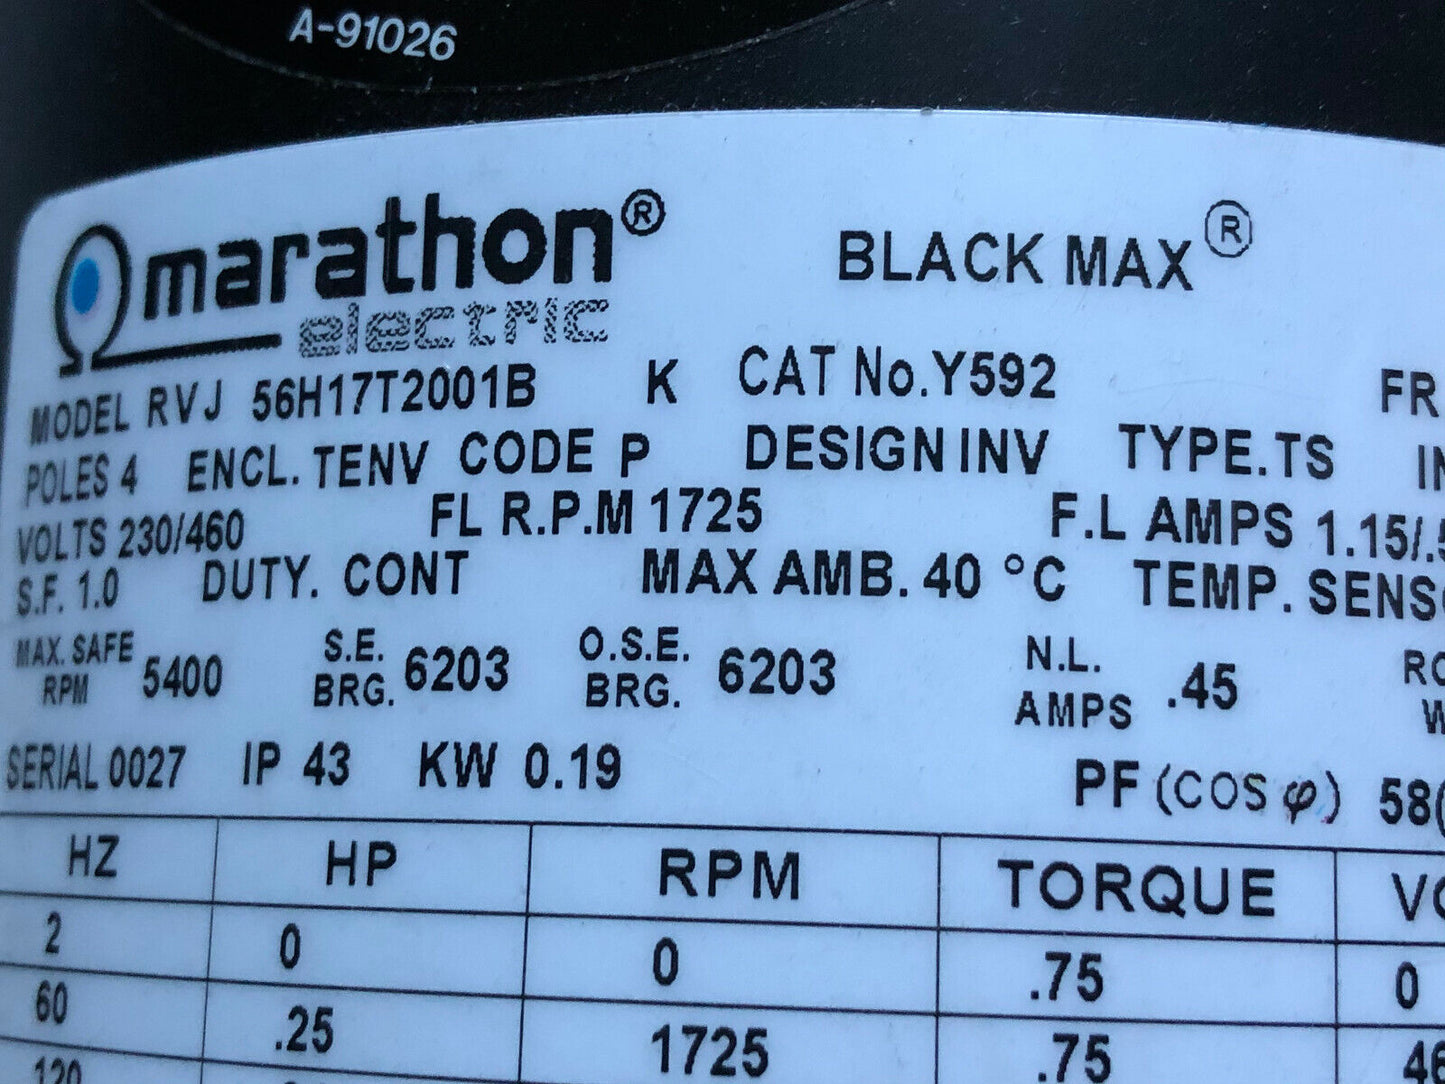 A-91026
marathon®
electric
BLACK MAX®
MODEL RVJ 56H17T2001B K CAT No. Y592 FR
POLES 4 ENCL. TENV CODE P DESIGN INV TYPE. TS
VOLTS 230/460 FL R.P.M 1725 F.L AMPS 1.15/.5
S.F. 1.0 DUTY. CONT MAX AMB. 40 °C TEMP. SENS
MAX. SAFE RPM 5400 S.E. BRG. 6203 O.S.E. BRG. 6203 N.L. AMPS .45
SERIAL 0027 IP 43 KW 0.19 PF (COS φ) 58(
HZ HP RPM TORQUE
2 0 0 .75 0
60 .25 1725 .75 46
120